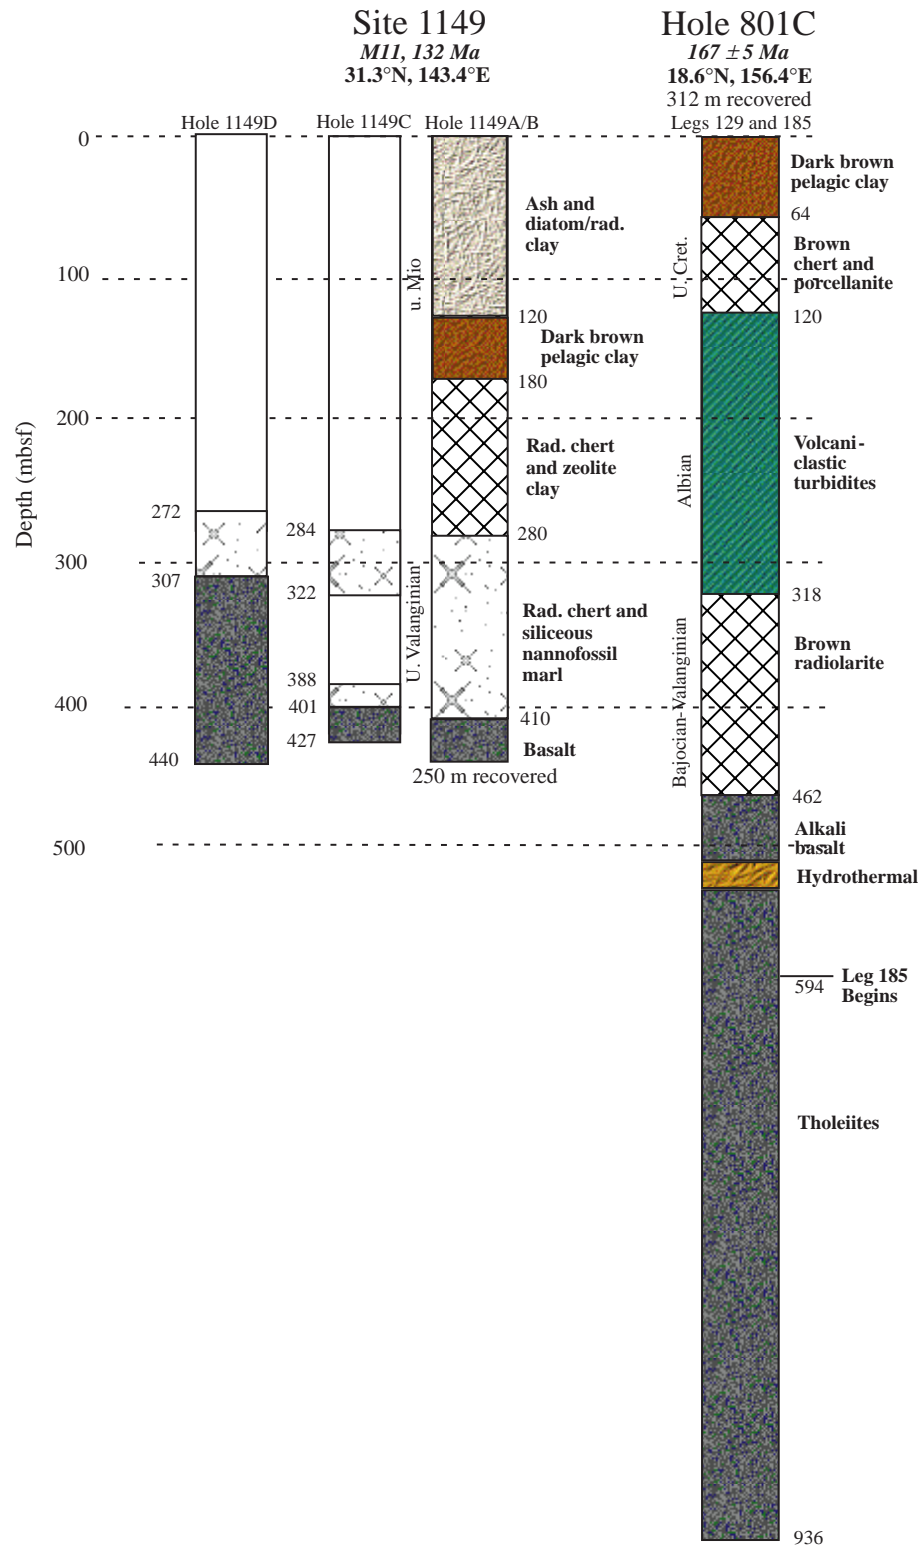 Site 1149
M11, 132 Ma
31.3°N, 143.4°E
Hole 801C
167 ± 5 Ma
18.6°N, 156.4°E
312 m recovered
Legs 129 and 185
Hole 1149D
Hole 1149C
Hole 1149A/B
Depth (mbsf)
0
100
200
300
400
500
272
307
440
284
322
388
401
427
u. Mio
U. Valanginian
Ash and
diatom/rad.
clay
120
Dark brown
pelagic clay
180
Rad. chert
and zeolite
clay
280
Rad. chert and
siliceous
nannofossil
marl
410
Basalt
250 m recovered
U. Cret.
Albian
Bajocian-Valanginian
Dark brown
pelagic clay
64
Brown
chert and
porcellanite
120
Volcani-
clastic
turbidites
318
Brown
radiolarite
462
Alkali
basalt
Hydrothermal
594
Leg 185
Begins
Tholeiites
936